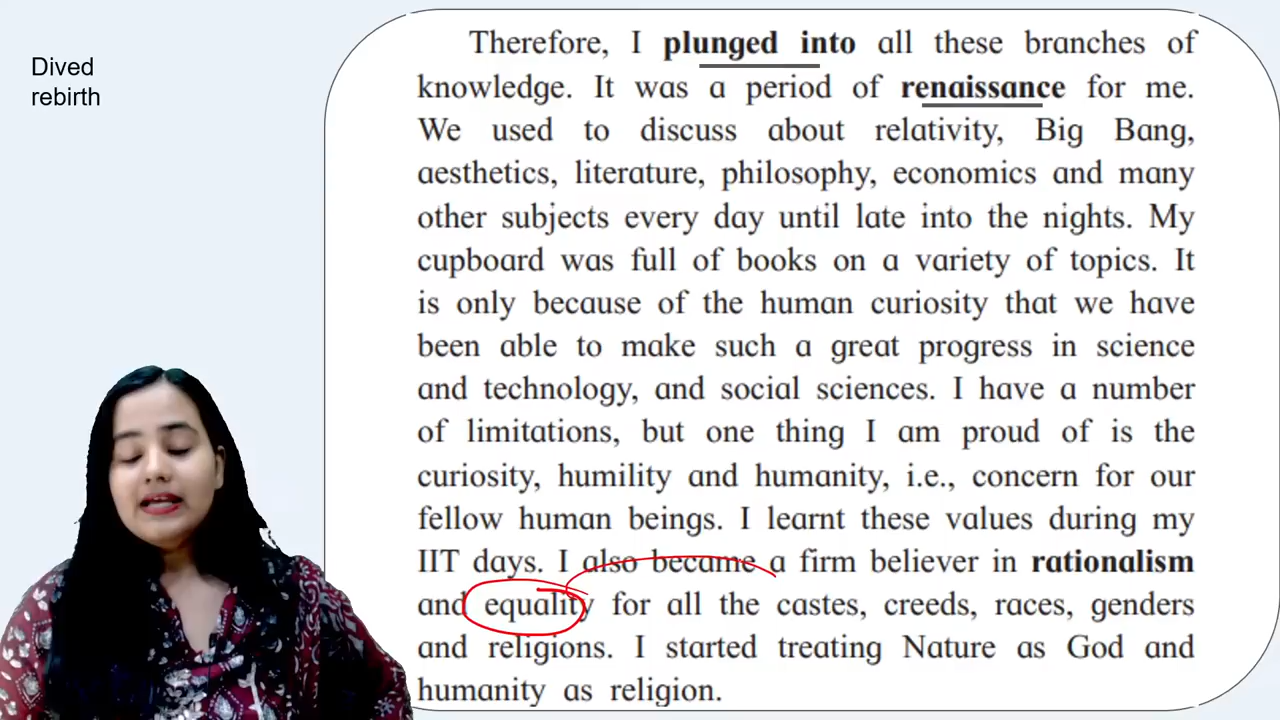 Dived
rebirth
Therefore, I plunged into all these branches of
knowledge. It was a period of renaissance for me.
We used to discuss about relativity, Big Bang,
aesthetics, literature, philosophy, economics and many
other subjects every day until late into the nights. My
cupboard was full of books on a variety of topics. It
is only because of the human curiosity that we have
been able to make such a great progress in science
and technology, and social sciences. I have a number
of limitations, but one thing I am proud of is the
curiosity, humility and humanity, i.e., concern for our
fellow human beings. I learnt these values during my
IIT days. I also became a firm believer in rationalism
and equality for all the castes, creeds, races, genders
and religions. I started treating Nature as God and
humanity as religion.